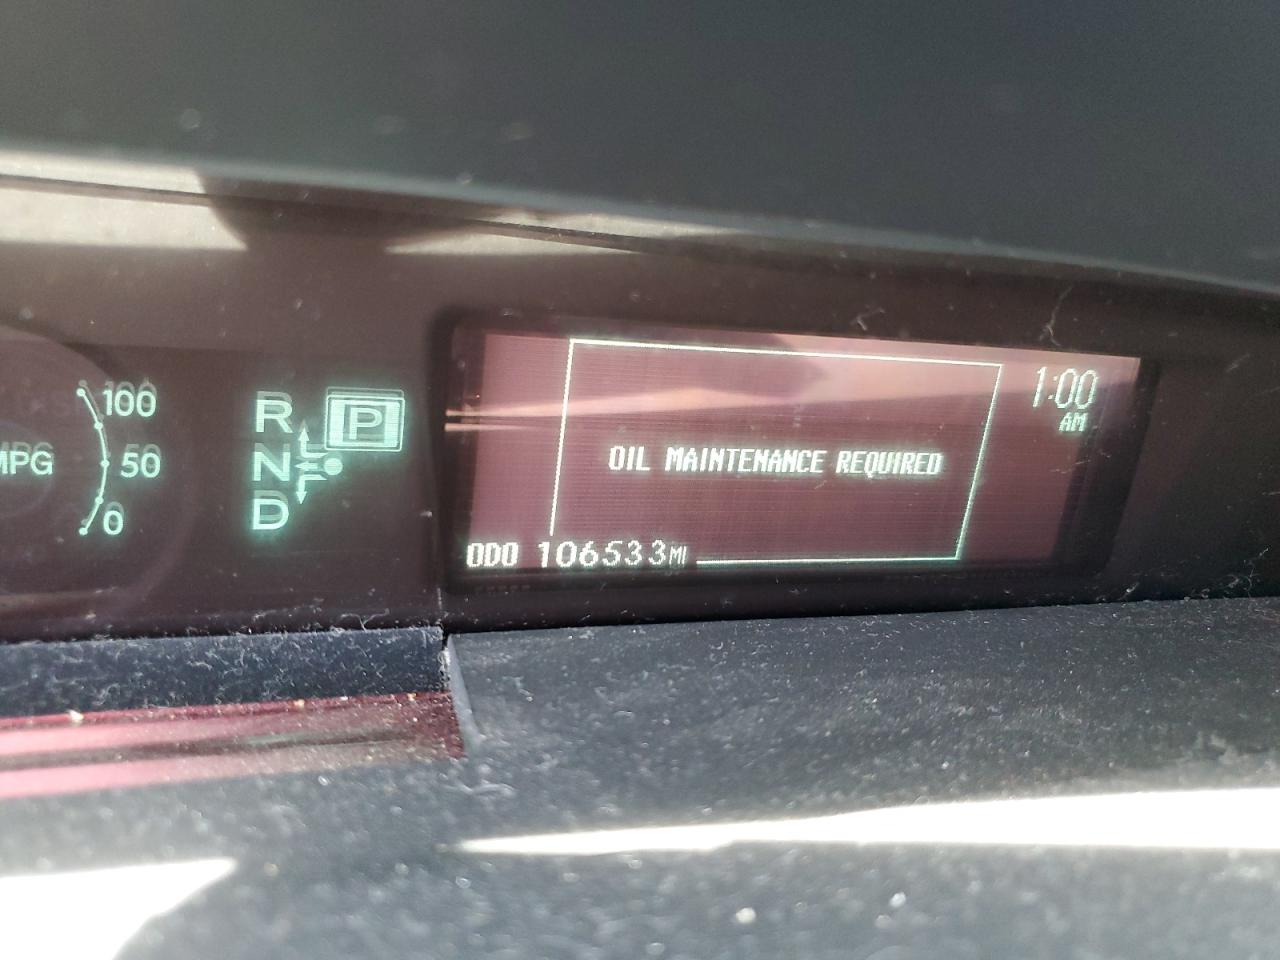 100
MPG
50
0
R
P
N
D
1:00
AM
OIL MAINTENANCE REQUIRED
ODO 106533MI